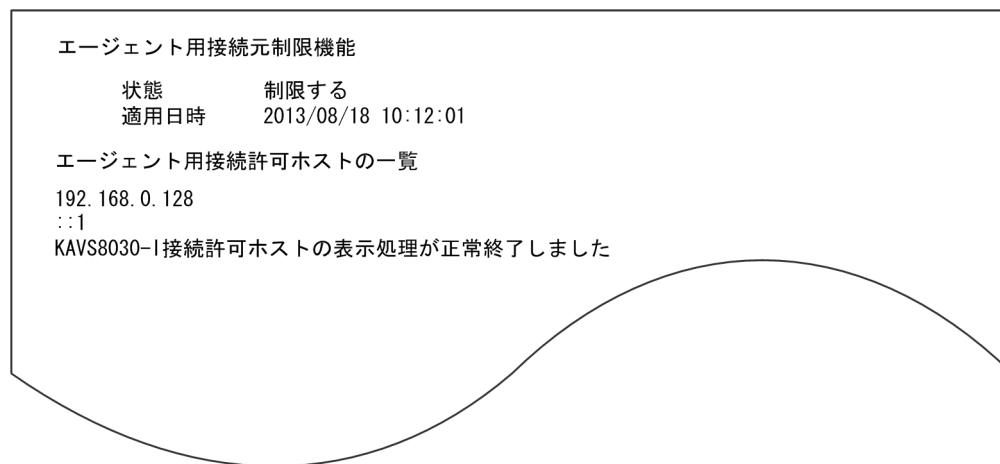 エージェント用接続元制限機能
状態 制限する
適用日時 2013/08/18 10:12:01
エージェント用接続許可ホストの一覧
192.168.0.128
::1
KAVS8030-I接続許可ホストの表示処理が正常終了しました